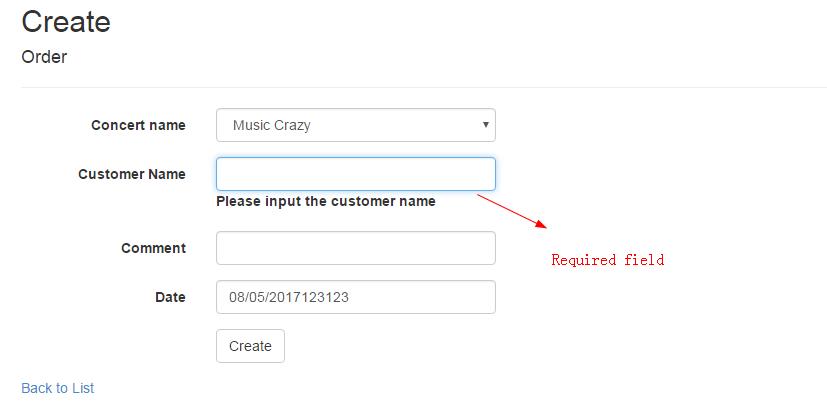 Create
Order
Concert name
Music Crazy
Customer Name
Please input the customer name
Required field
Comment
Date
08/05/2017123123
Create
Back to List